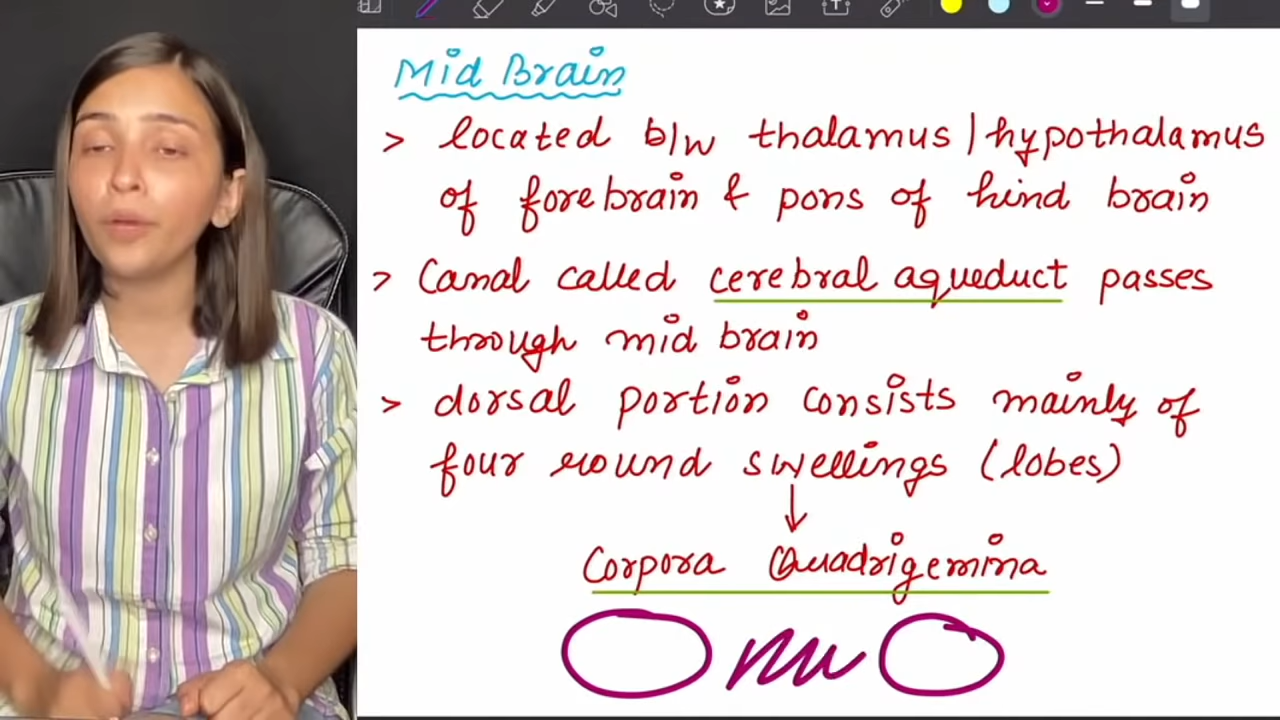 Mid Brain
> located b/w thalamus / hypothalamus
of forebrain & pons of hind brain
> Canal called cerebral aqueduct passes
through mid brain
> dorsal portion consists mainly of
four round swellings (lobes)
Corpora Quadrigemina